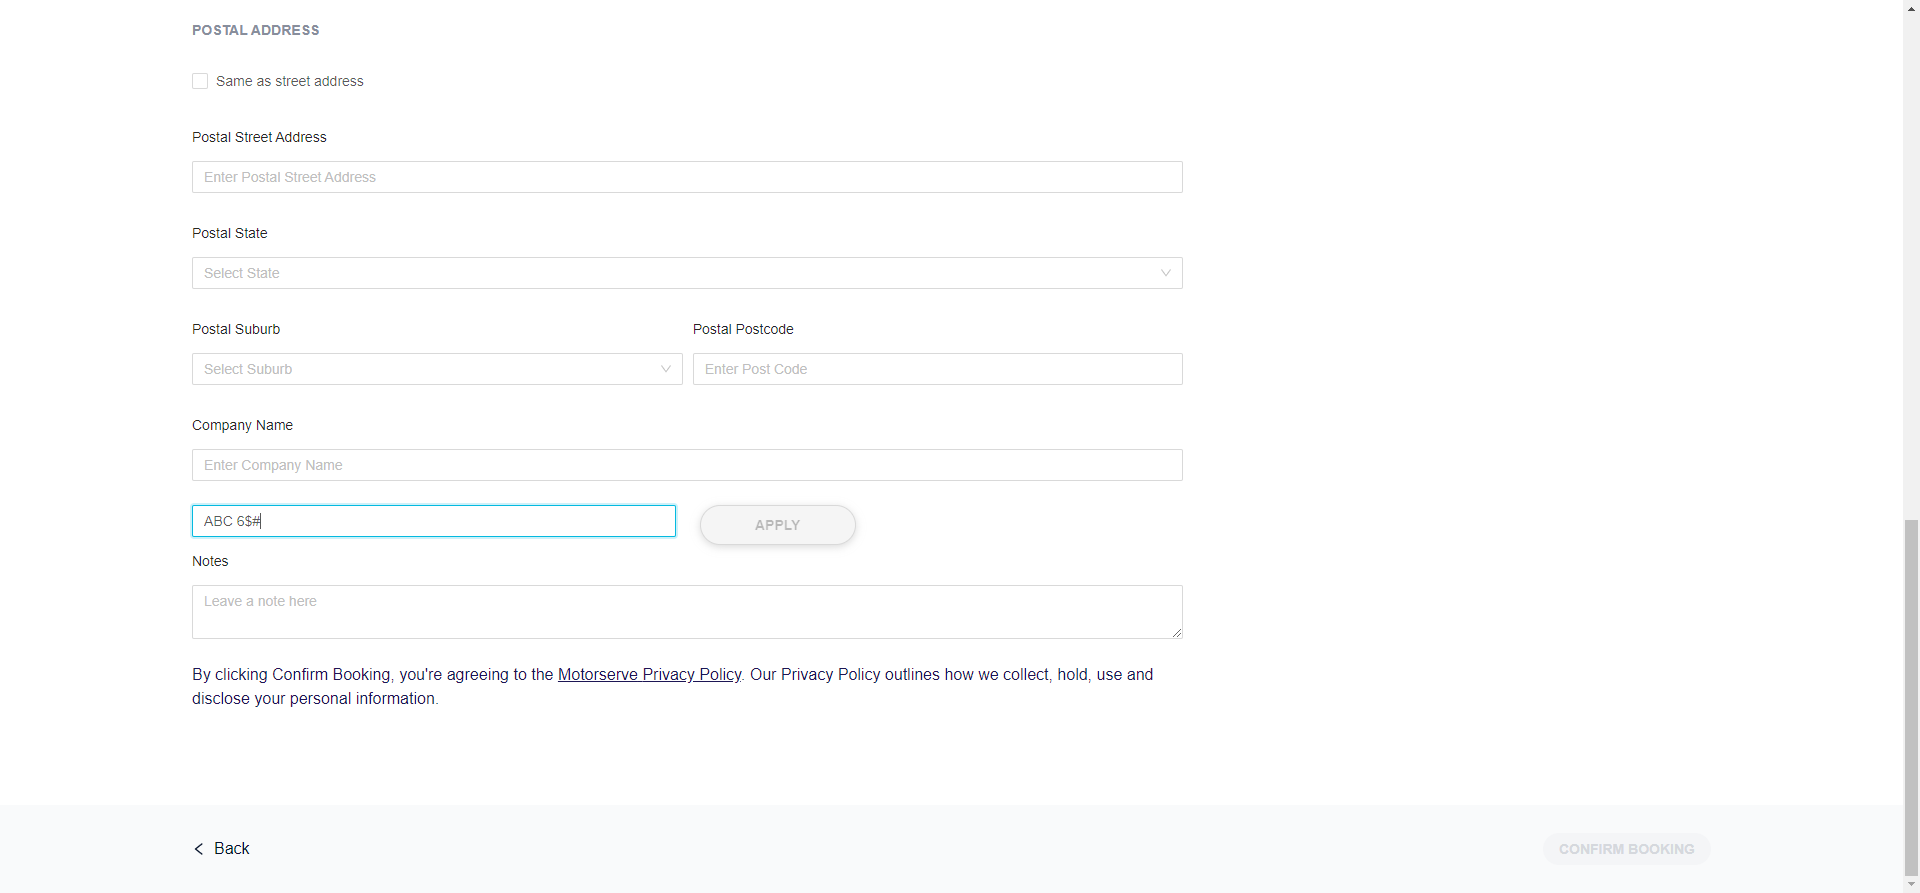 POSTAL ADDRESS
Same as street address
Postal Street Address
Enter Postal Street Address
Postal State
Select State
Postal Suburb
Postal Postcode
Select Suburb
Enter Post Code
Company Name
Enter Company Name
ABC 6$#
APPLY
Notes
Leave a note here
By clicking Confirm Booking, you're agreeing to the Motorserve Privacy Policy. Our Privacy Policy outlines how we collect, hold, use and
disclose your personal information.
Back
CONFIRM BOOKING